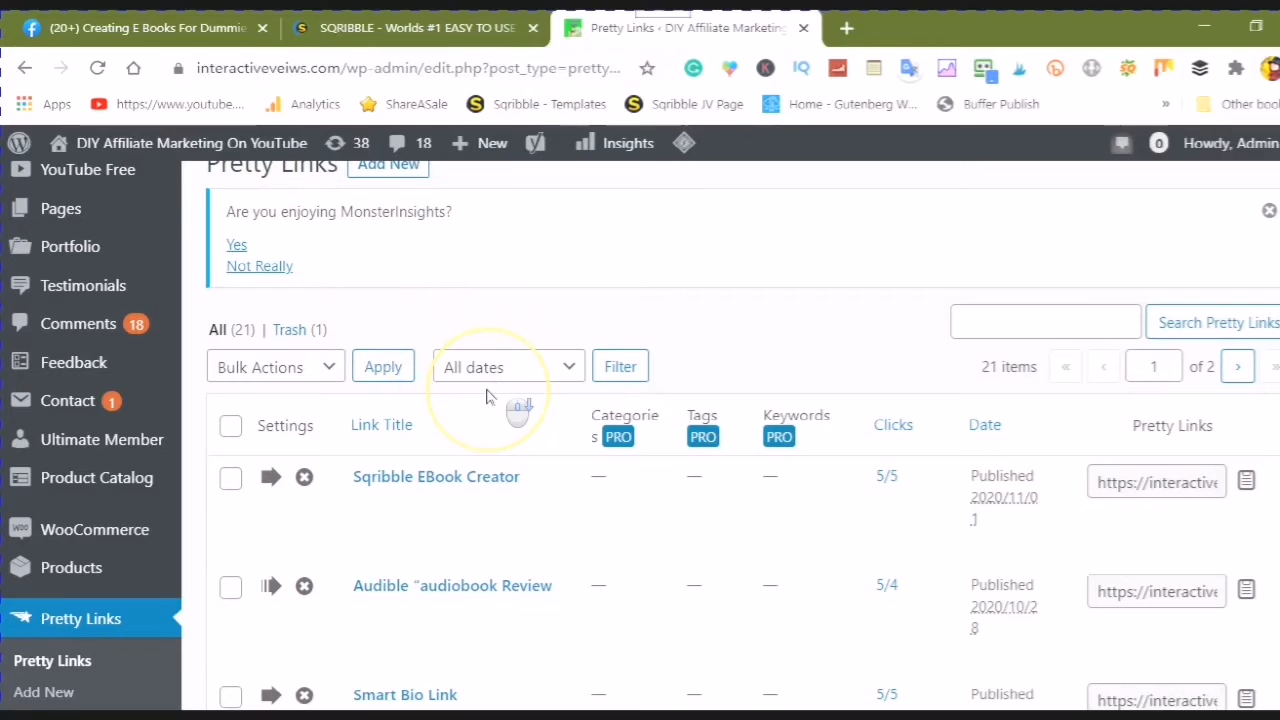 (20+) Creating E Books For Dummie
SQRIBBLE - Worlds #1 EASY TO USE
Pretty Links ‹ DIY Affiliate Marketing
interactiveveiws.com/wp-admin/edit.php?post_type=pretty...
Apps
https://www.youtube....
Analytics
ShareASale
Sqribble - Templates
Sqribble JV Page
Home - Gutenberg W...
Buffer Publish
»
Other boo
DIY Affiliate Marketing On YouTube
38
18
New
Insights
0
Howdy, Admin
YouTube Free
Pages
Portfolio
Testimonials
Comments 18
Feedback
Contact 1
Ultimate Member
Product Catalog
WooCommerce
Products
Pretty Links
Pretty Links
Add New
Pretty Links
Add New
Are you enjoying MonsterInsights?
Yes
Not Really
All (21) | Trash (1)
Search Pretty Links
Bulk Actions
Apply
All dates
Filter
21 items
«
‹
1
of 2
›
»
Settings
Link Title
Categorie
s PRO
Tags
PRO
Keywords
PRO
Clicks
Date
Pretty Links
Sqribble EBook Creator
—
—
—
5/5
Published
2020/11/0
1
https://interactive
Audible “audiobook Review
—
—
—
5/4
Published
2020/10/2
8
https://interactive
Smart Bio Link
—
—
—
5/5
Published
https://interactive